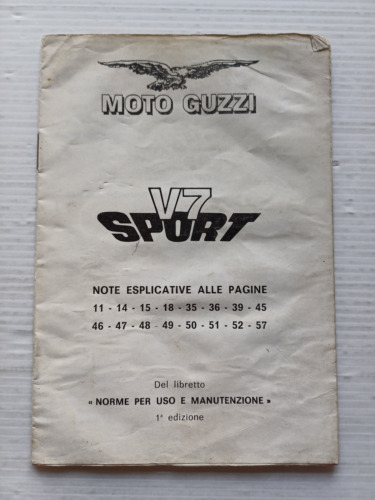 MOTO GUZZI
V7
SPORT
NOTE ESPLICATIVE ALLE PAGINE
11 - 14 - 15 - 18 - 35 - 36 - 39 - 45
46 - 47 - 48 - 49 - 50 - 51 - 52 - 57
Del libretto
« NORME PER USO E MANUTENZIONE »
1ª edizione